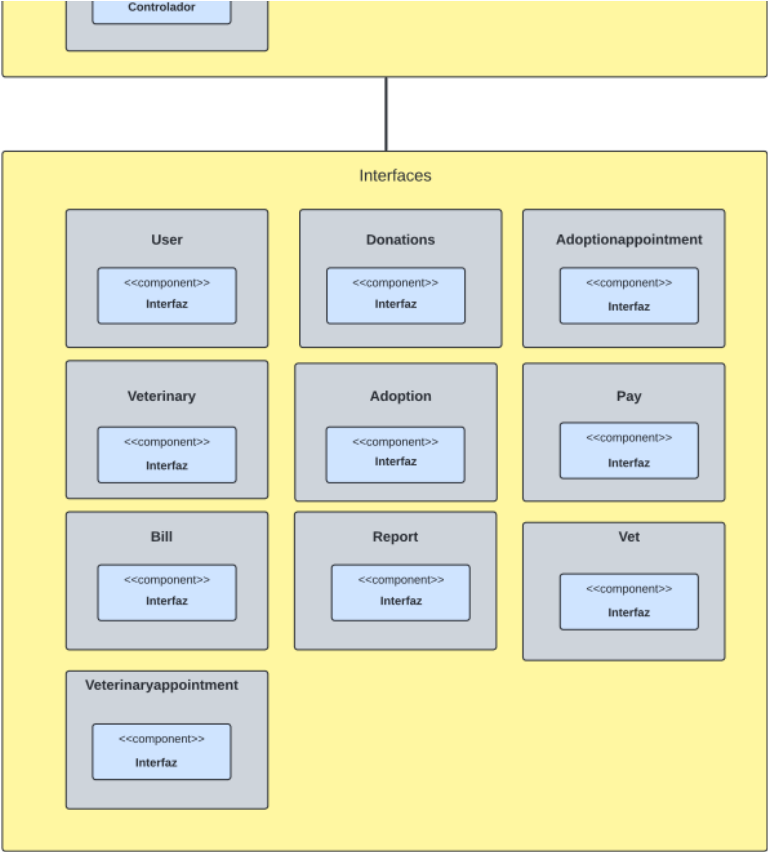 Controlador
Interfaces
User
<<component>>
Interfaz
Donations
<<component>>
Interfaz
Adoptionappointment
<<component>>
Interfaz
Veterinary
<<component>>
Interfaz
Adoption
<<component>>
Interfaz
Pay
<<component>>
Interfaz
Bill
<<component>>
Interfaz
Report
<<component>>
Interfaz
Vet
<<component>>
Interfaz
Veterinaryappointment
<<component>>
Interfaz